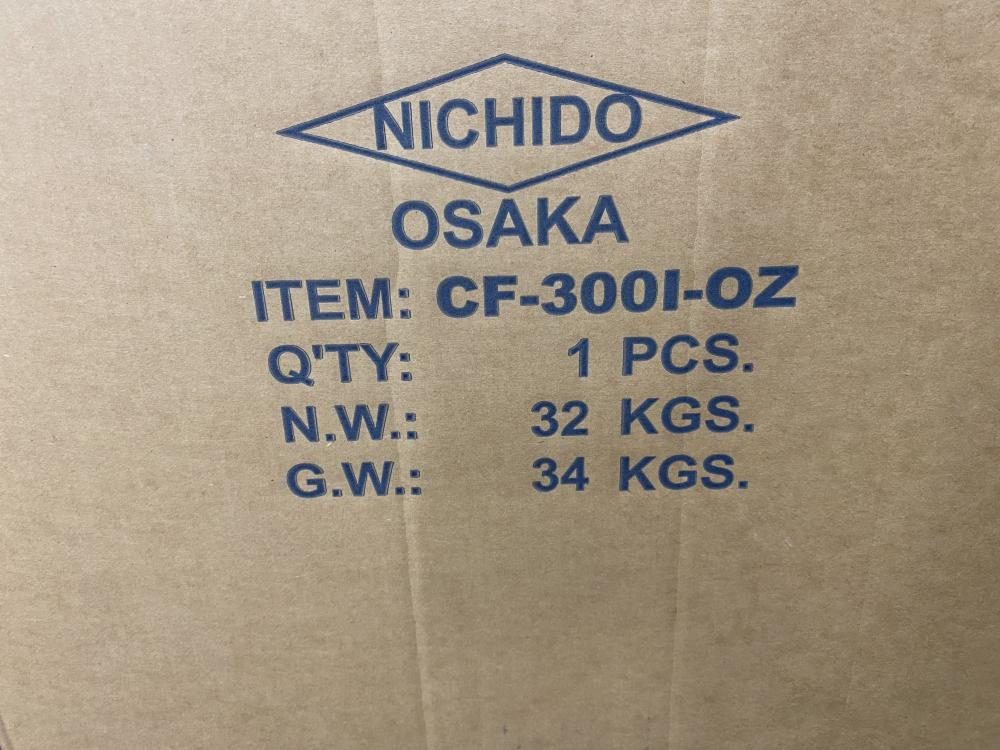 NICHIDO
OSAKA
ITEM: CF-300I-OZ
Q'TY: 1 PCS.
N.W.: 32 KGS.
G.W.: 34 KGS.